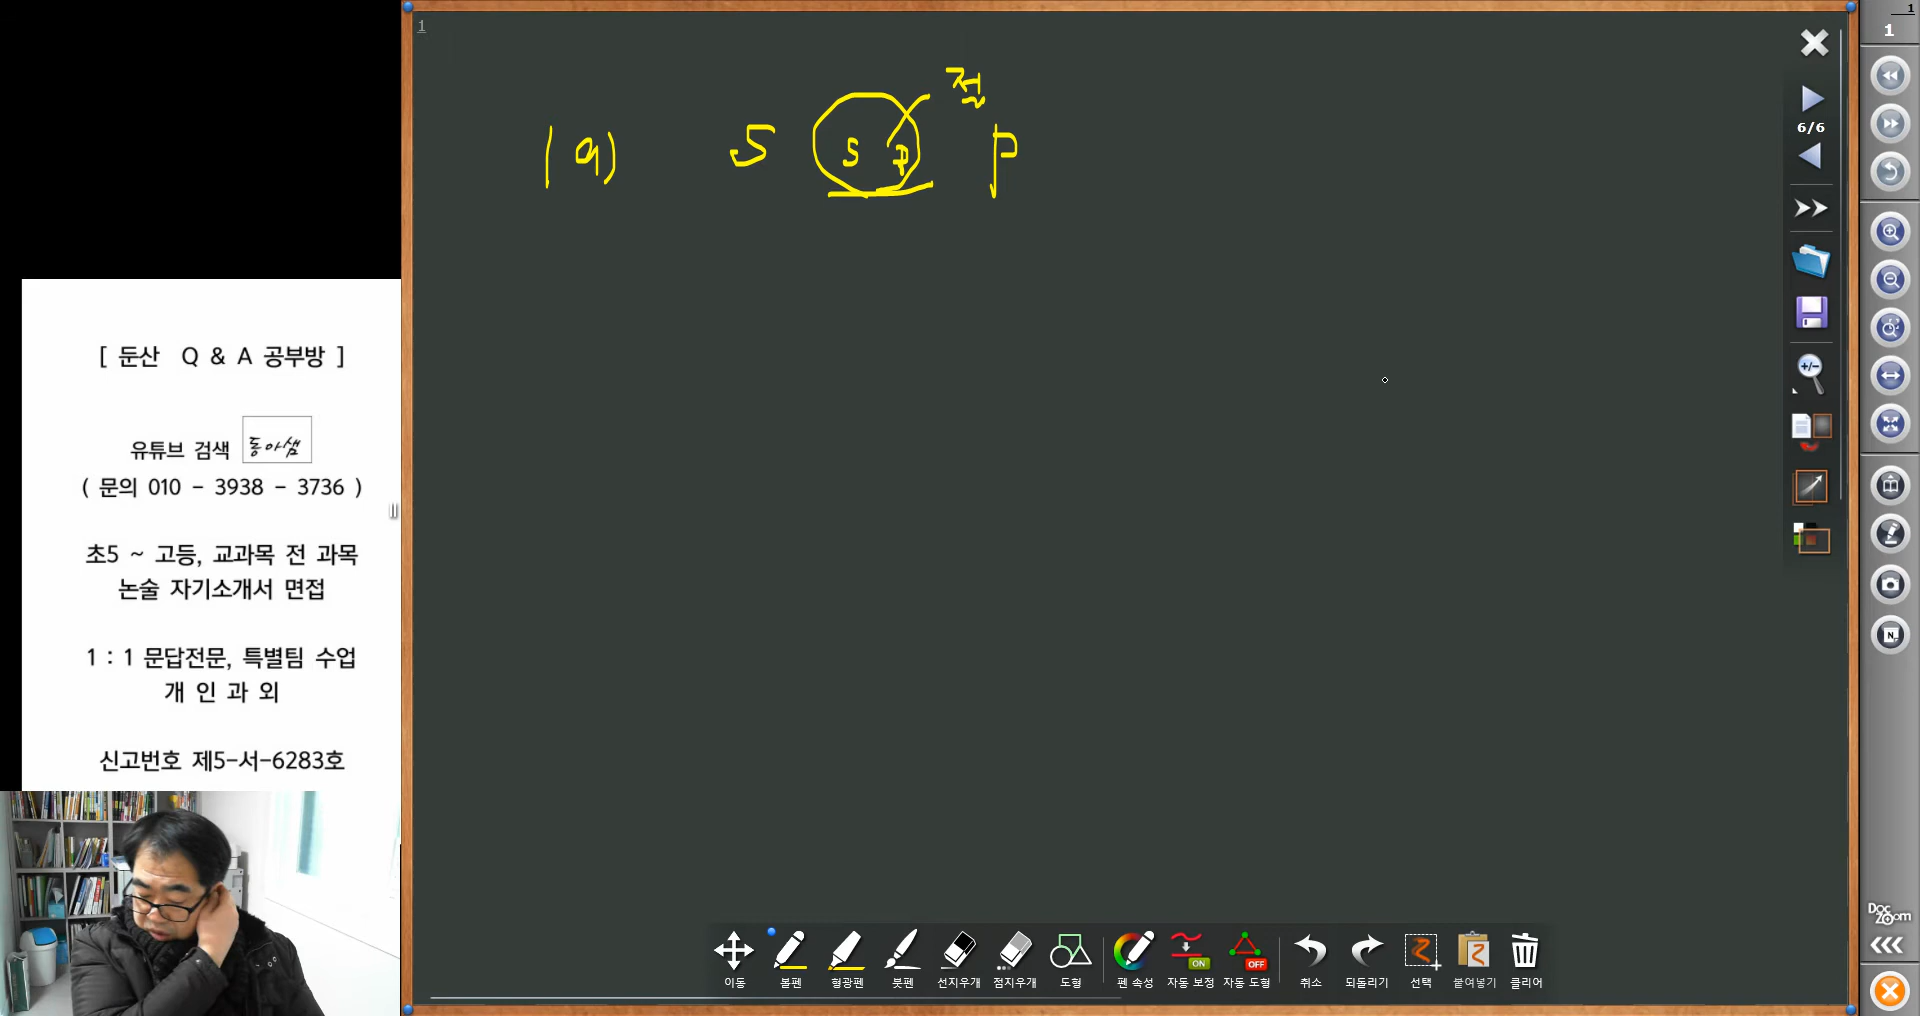 1
1
1
6/6
19) S S P P 전
[ 둔산 Q & A 공부방 ]
유튜브 검색 동아샘
( 문의 010 - 3938 - 3736 )
초5 ~ 고등, 교과목 전 과목
논술 자기소개서 면접
1 : 1 문답전문, 특별팀 수업
개 인 과 외
신고번호 제5-서-6283호
+/-
N
Doc Zoom
ON OFF
이동 볼펜 형광펜 붓펜 선지우개 점지우개 도형 펜 속성 자동 보정 자동 도형 취소 되돌리기 선택 붙여넣기 클리어